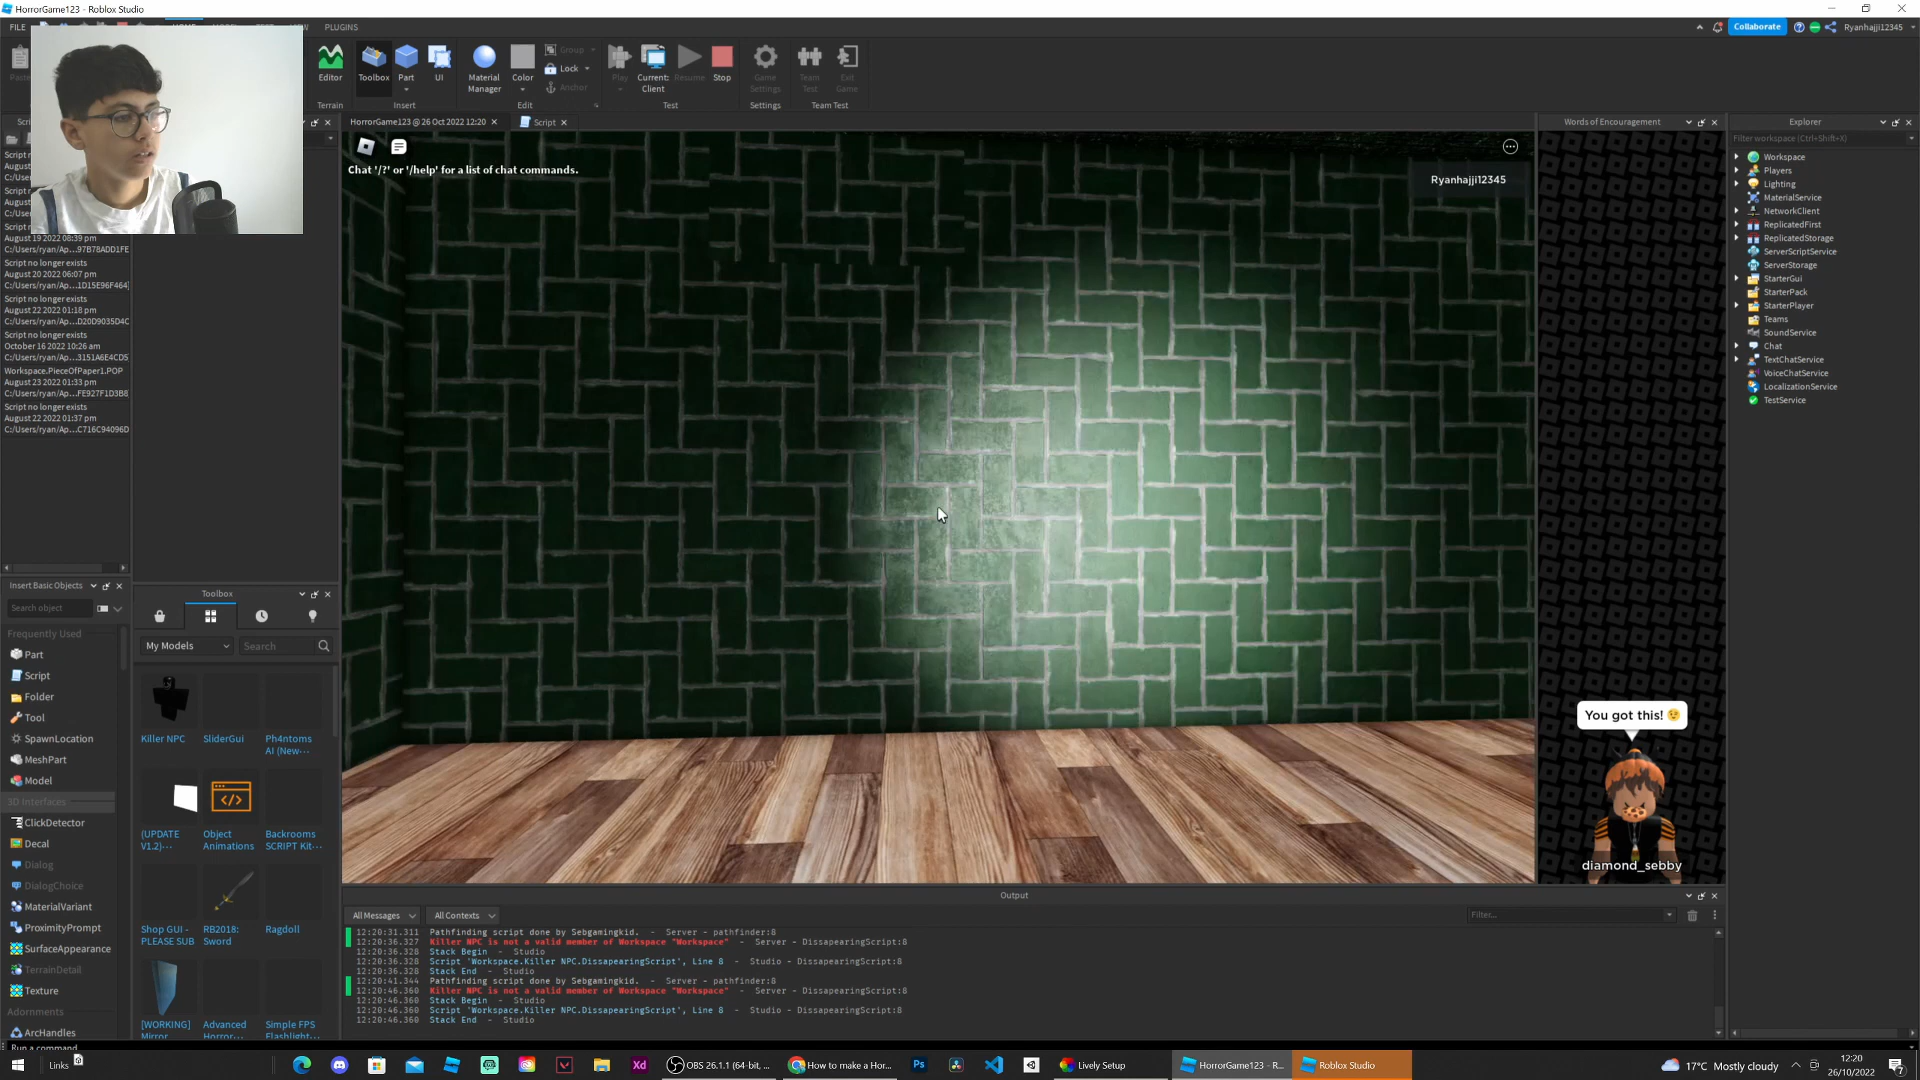 HorrorGame123 - Roblox Studio
FILE
PLUGINS
Collaborate
Ryanhajji12345
Editor
Toolbox
Part
UI
Material Manager
Color
Group
Lock
Anchor
Play
Current: Client
Resume
Stop
Game Settings
Team Test
Exit Game
Terrain
Insert
Edit
Test
Settings
Team Test
HorrorGame123 @ 26 Oct 2022 12:20
Script
Words of Encouragement
Explorer
Filter workspace (Ctrl+Shift+X)
Chat '/?' or '/help' for a list of chat commands.
Ryanhajji12345
Workspace
Players
Lighting
MaterialService
NetworkClient
ReplicatedFirst
ReplicatedStorage
ServerScriptService
ServerStorage
StarterGui
StarterPack
StarterPlayer
Teams
SoundService
Chat
TextChatService
VoiceChatService
LocalizationService
TestService
August 19 2022 08:39 pm
C:/Users/ryan/Ap...97B78ADD1FE
Script no longer exists
August 20 2022 06:07 pm
C:/Users/ryan/Ap...1D15E96F464]
Script no longer exists
August 22 2022 01:18 pm
C:/Users/ryan/Ap...D20D9035D4C
Script no longer exists
October 16 2022 10:26 am
C:/Users/ryan/Ap...3151A6E4CD5
Workspace.PieceOfPaper1.POP
August 23 2022 01:33 pm
C:/Users/ryan/Ap...FE927F1D3B8
Script no longer exists
August 22 2022 01:37 pm
C:/Users/ryan/Ap...C716C94096D
Insert Basic Objects
Search object
Frequently Used
Part
Script
Folder
Tool
SpawnLocation
MeshPart
Model
3D Interfaces
ClickDetector
Decal
Dialog
DialogChoice
MaterialVariant
ProximityPrompt
SurfaceAppearance
TerrainDetail
Texture
Adornments
ArcHandles
Run a command
Toolbox
My Models
Search
Killer NPC
SliderGui
Ph4ntoms AI (New-...
(UPDATE V1.2)...
Object Animations
Backrooms SCRIPT Kit...
Shop GUI - PLEASE SUB
RB2018: Sword
Ragdoll
[WORKING] Mirror
Advanced Horror-...
Simple FPS Flashlight...
You got this! 😉
diamond_sebby
Output
All Messages
All Contexts
Filter...
12:20:31.311 Pathfinding script done by Sebgamingkid. - Server - pathfinder:8
12:20:36.327 Killer NPC is not a valid member of Workspace "Workspace" - Server - DissapearingScript:8
12:20:36.328 Stack Begin - Studio
12:20:36.328 Script 'Workspace.Killer NPC.DissapearingScript', Line 8 - Studio - DissapearingScript:8
12:20:36.328 Stack End - Studio
12:20:41.344 Pathfinding script done by Sebgamingkid. - Server - pathfinder:8
12:20:46.360 Killer NPC is not a valid member of Workspace "Workspace" - Server - DissapearingScript:8
12:20:46.360 Stack Begin - Studio
12:20:46.360 Script 'Workspace.Killer NPC.DissapearingScript', Line 8 - Studio - DissapearingScript:8
12:20:46.360 Stack End - Studio
Links
Xd
OBS 26.1.1 (64-bit, ...
How to make a Hor...
Ps
Lively Setup
HorrorGame123 - R...
Roblox Studio
17°C Mostly cloudy
12:20
26/10/2022